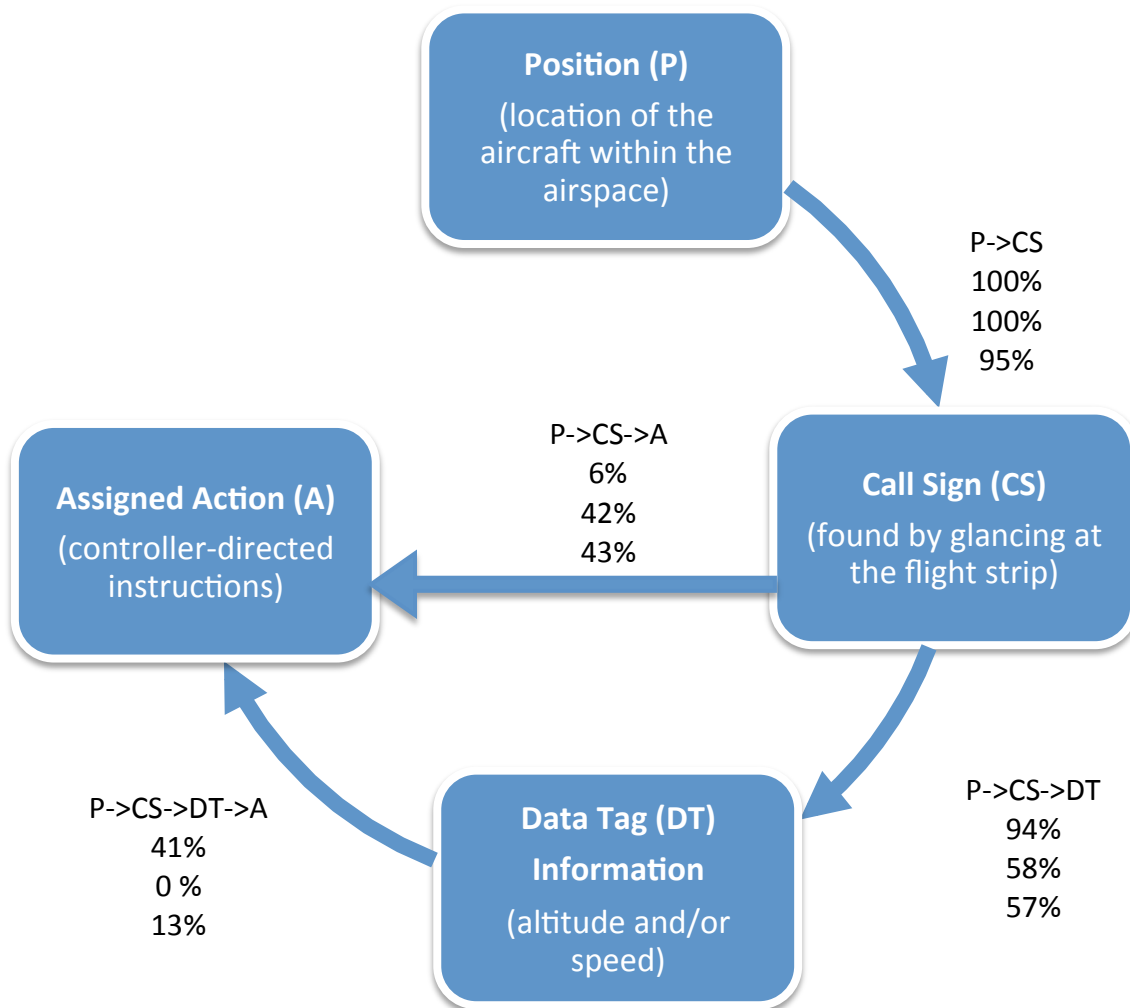 Position (P)
(location of the
aircraft within the
airspace)
P->CS
100%
100%
95%
P->CS->A
6%
42%
43%
Assigned Action (A)
(controller-directed
instructions)
Call Sign (CS)
(found by glancing at
the flight strip)
P->CS->DT->A
41%
0 %
13%
Data Tag (DT)
Information
(altitude and/or
speed)
P->CS->DT
94%
58%
57%